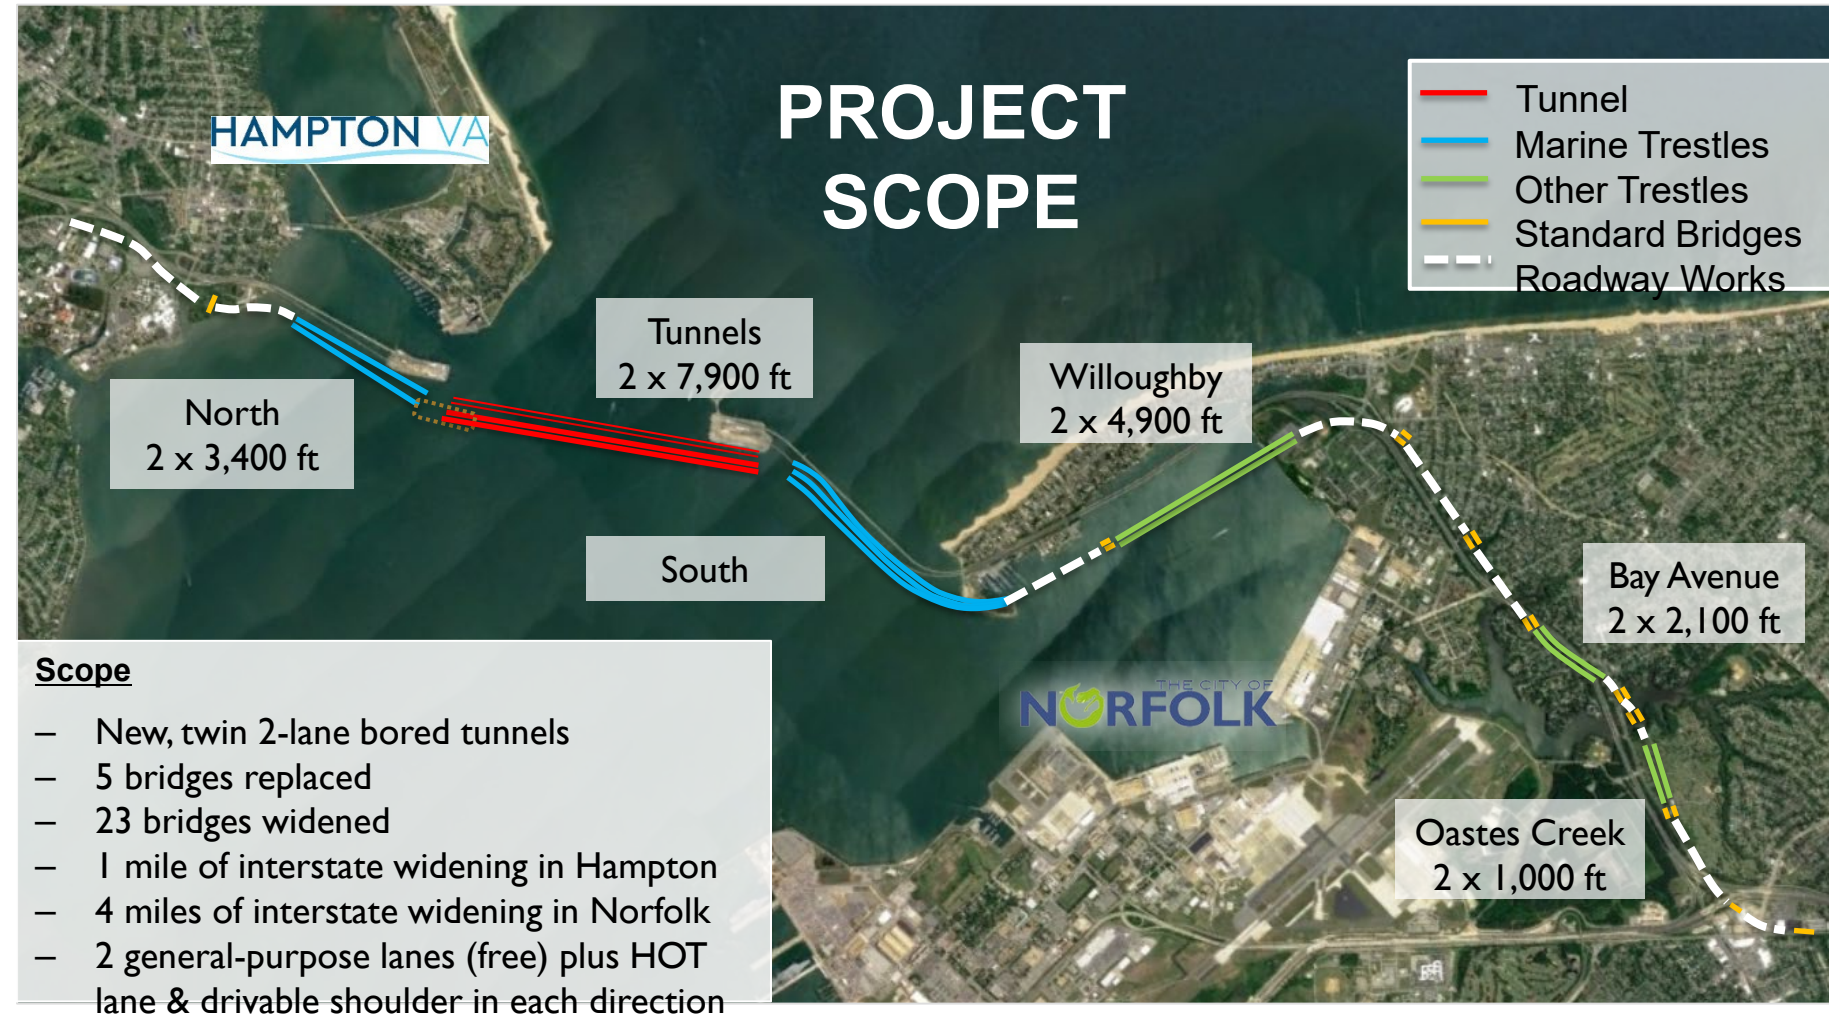 PROJECT
SCOPE
HAMPTON VA
Tunnel
Marine Trestles
Other Trestles
Standard Bridges
Roadway Works
Tunnels
2 x 7,900 ft
Willoughby
2 x 4,900 ft
North
2 x 3,400 ft
South
Bay Avenue
2 x 2,100 ft
THE CITY OF
NORFOLK
Oastes Creek
2 x 1,000 ft
Scope
– New, twin 2-lane bored tunnels
– 5 bridges replaced
– 23 bridges widened
– 1 mile of interstate widening in Hampton
– 4 miles of interstate widening in Norfolk
– 2 general-purpose lanes (free) plus HOT
lane & drivable shoulder in each direction